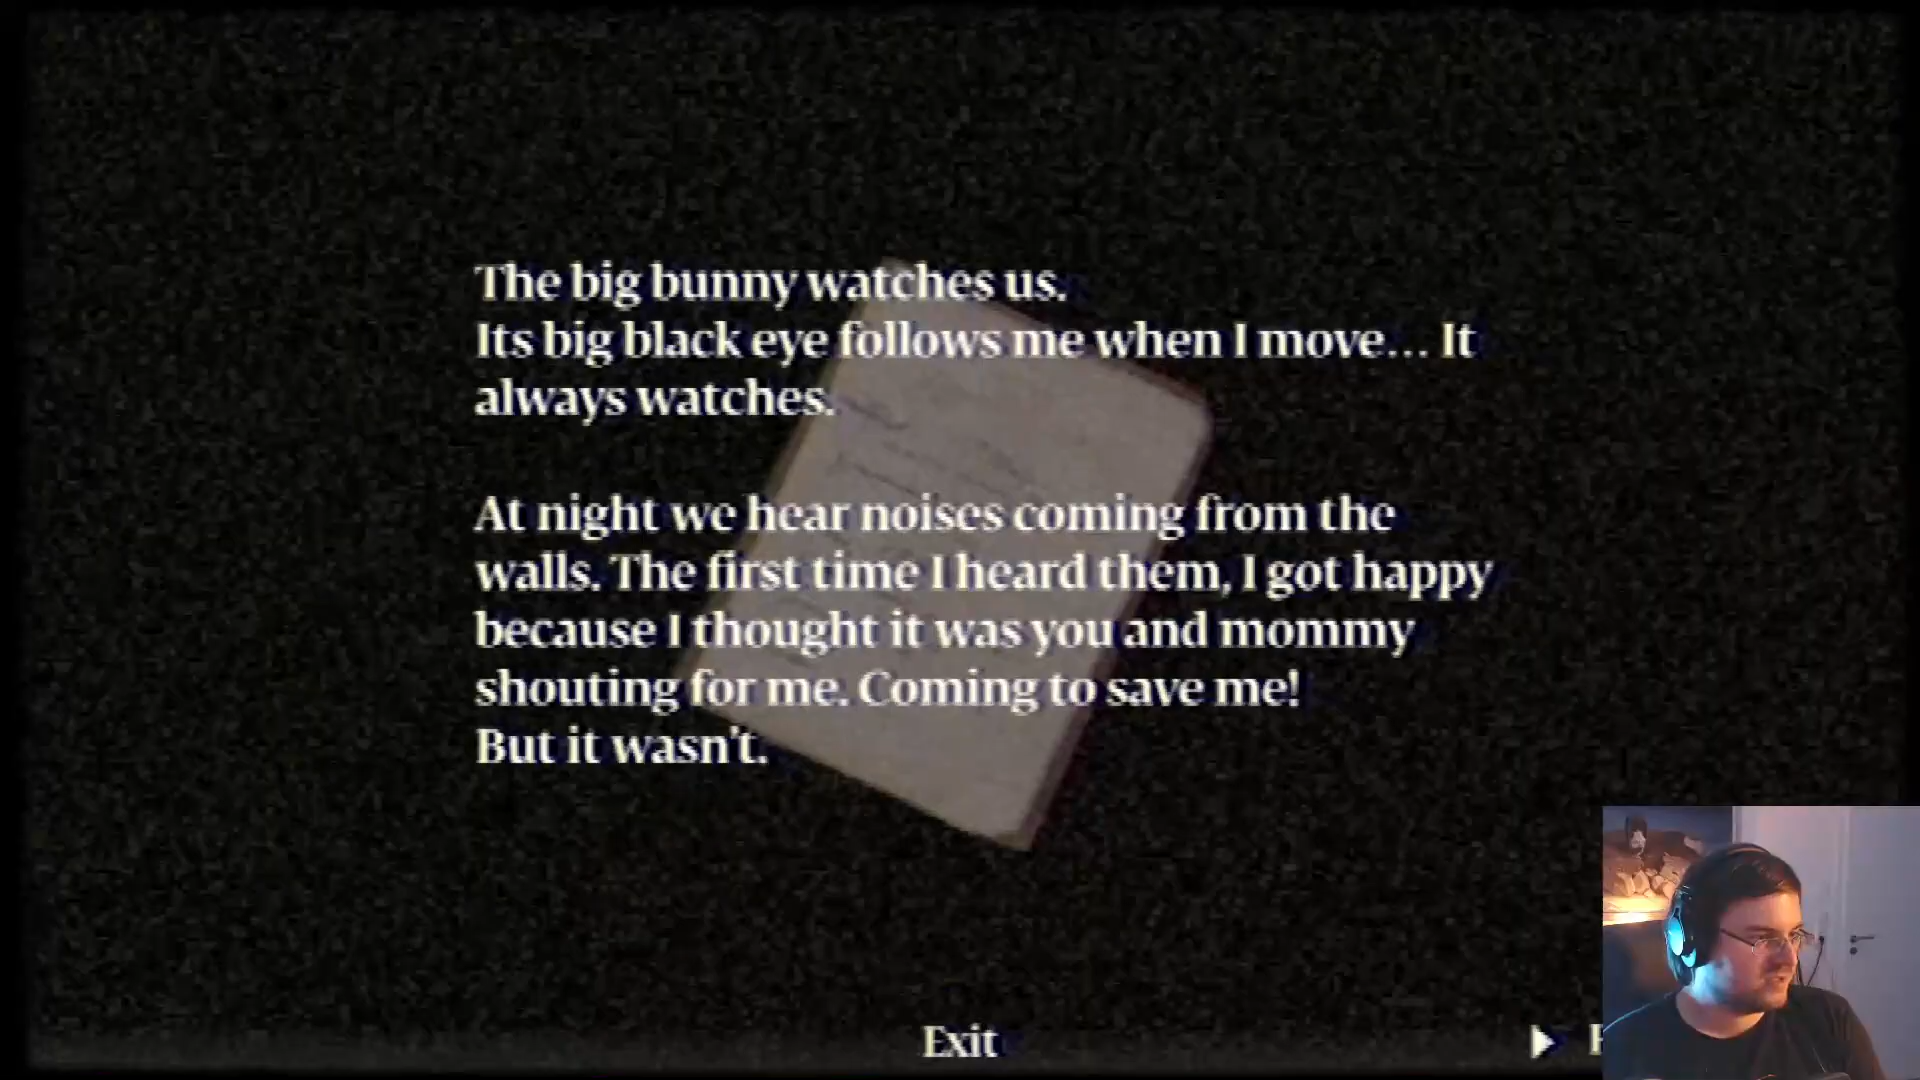 The big bunny watches us.
Its big black eye follows me when I move... It
always watches.
At night we hear noises coming from the
walls. The first time I heard them, I got happy
because I thought it was you and mommy
shouting for me. Coming to save me!
But it wasn't.
Exit